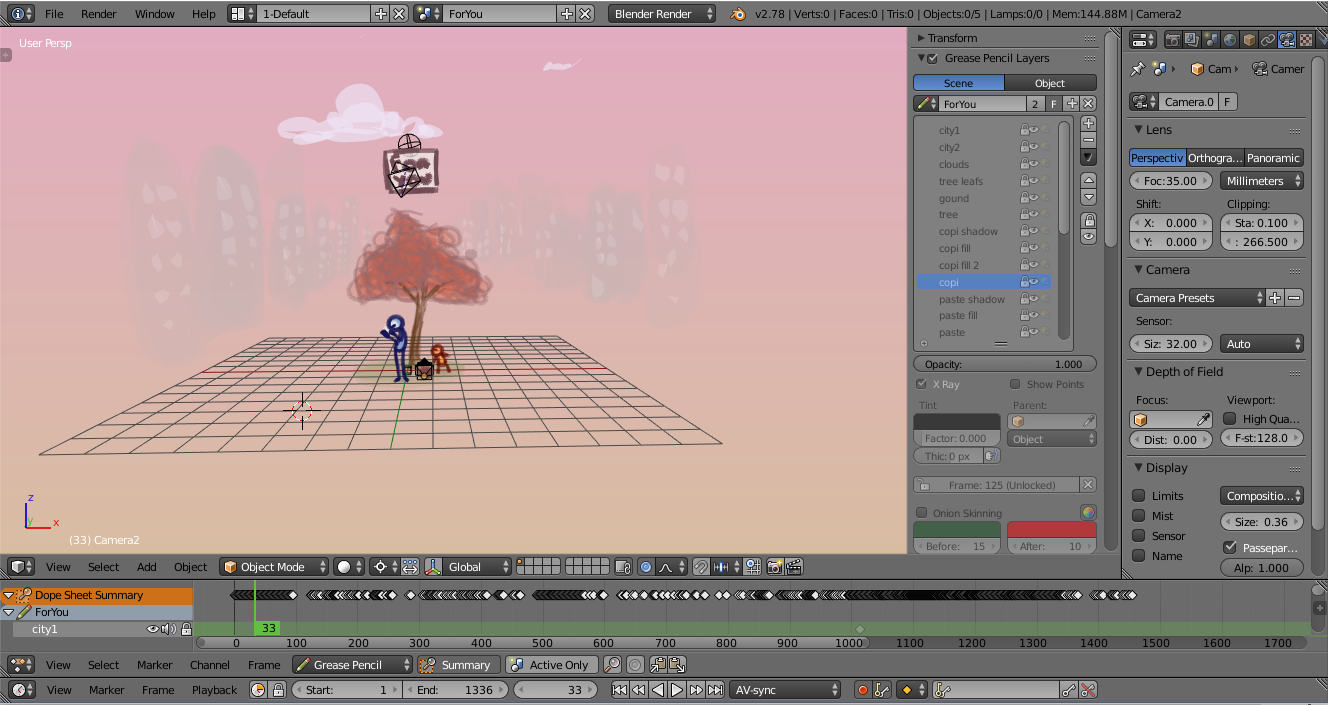 File Render Window Help 1-Default ForYou Blender Render v2.78 | Verts:0 | Faces:0 | Tris:0 | Objects:0/5 | Lamps:0/0 | Mem:144.88M | Camera2
User Persp
Transform
Grease Pencil Layers
Scene Object
ForYou 2 F
city1
city2
clouds
tree leafs
gound
tree
copi shadow
copi fill
copi fill 2
copi
paste shadow
paste fill
paste
Opacity: 1.000
X Ray Show Points
Tint Parent:
Factor: 0.000 Object
Thic: 0 px
Frame: 125 (Unlocked)
Onion Skinning
Before: 15 After: 10
Cam Camer
Camera.0 F
Lens
Perspectiv Orthogra... Panoramic
Foc:35.00 Millimeters
Shift: Clipping:
X: 0.000 Sta: 0.100
Y: 0.000 : 266.500
Camera
Camera Presets
Sensor:
Siz: 32.00 Auto
Depth of Field
Focus: Viewport:
High Qua...
Dist: 0.00 F-st:128.0
Display
Limits Compositio...
Mist Size: 0.36
Sensor Passepar...
Name Alp: 1.000
z
y x
(33) Camera2
View Select Add Object Object Mode Global
Dope Sheet Summary
ForYou
city1
33
0 100 200 300 400 500 600 700 800 900 1000 1100 1200 1300 1400 1500 1600 1700
View Select Marker Channel Frame Grease Pencil Summary Active Only
View Marker Frame Playback Start: 1 End: 1336 33 AV-sync